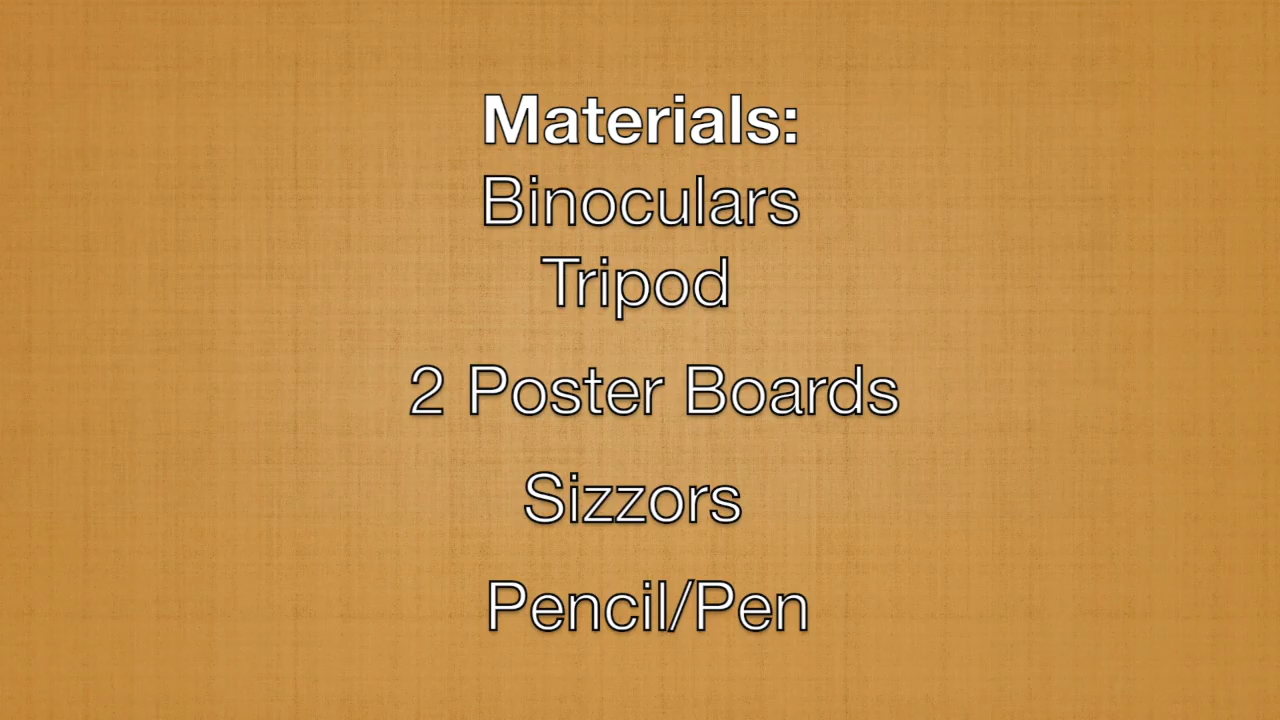 Materials:
Binoculars
Tripod
2 Poster Boards
Sizzors
Pencil/Pen